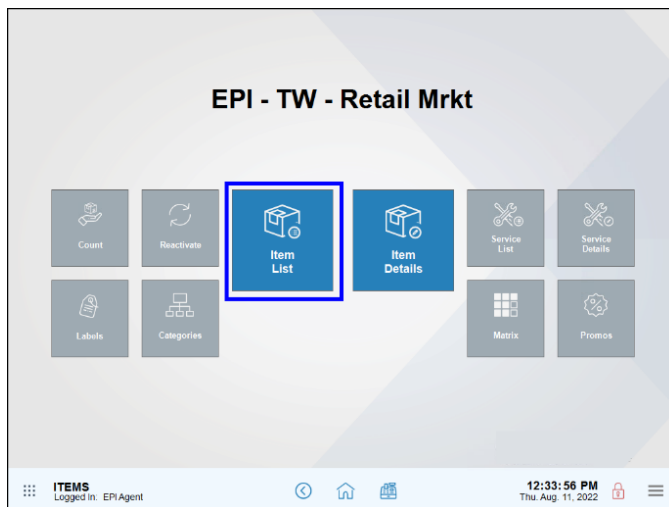 EPI - TW - Retail Mrkt
Count
Reactivate
Item
List
Item
Details
Service
List
Service
Details
Labels
Categories
Matrix
Promos
ITEMS
Logged In: EPI Agent
12:33:56 PM
Thu. Aug. 11, 2022